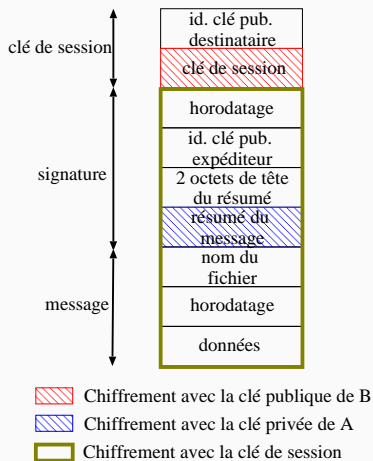 id. clé pub.
destinataire
clé de session
clé de session
horodatage
id. clé pub.
expéditeur
signature
2 octets de tête
du résumé
résumé du
message
nom du
fichier
message
horodatage
données
Chiffrement avec la clé publique de B
Chiffrement avec la clé privée de A
Chiffrement avec la clé de session